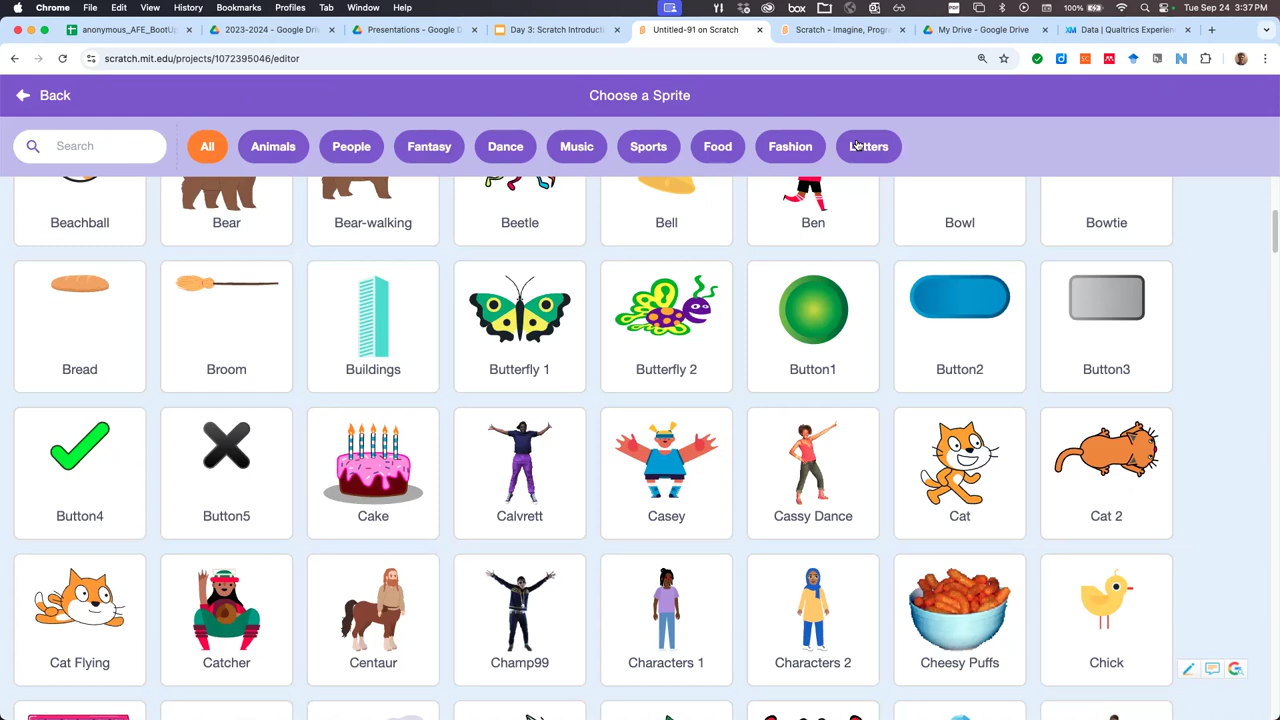 Chrome File Edit View History Bookmarks Profiles Tab Window Help 100% Tue Sep 24 3:37 PM
anonymous_AFE_BootU 2023-2024 - Google Dri Presentations - Google D Day 3: Scratch Introducti Untitled-91 on Scratch Scratch - Imagine, Progra My Drive - Google Drive Data | Qualtrics Experien
scratch.mit.edu/projects/1072395046/editor
Back Choose a Sprite
Search All Animals People Fantasy Dance Music Sports Food Fashion Letters
Beachball Bear Bear-walking Beetle Bell Ben Bowl Bowtie
Bread Broom Buildings Butterfly 1 Butterfly 2 Button1 Button2 Button3
Button4 Button5 Cake Calvrett Casey Cassy Dance Cat Cat 2
Cat Flying Catcher Centaur Champ99 Characters 1 Characters 2 Cheesy Puffs Chick